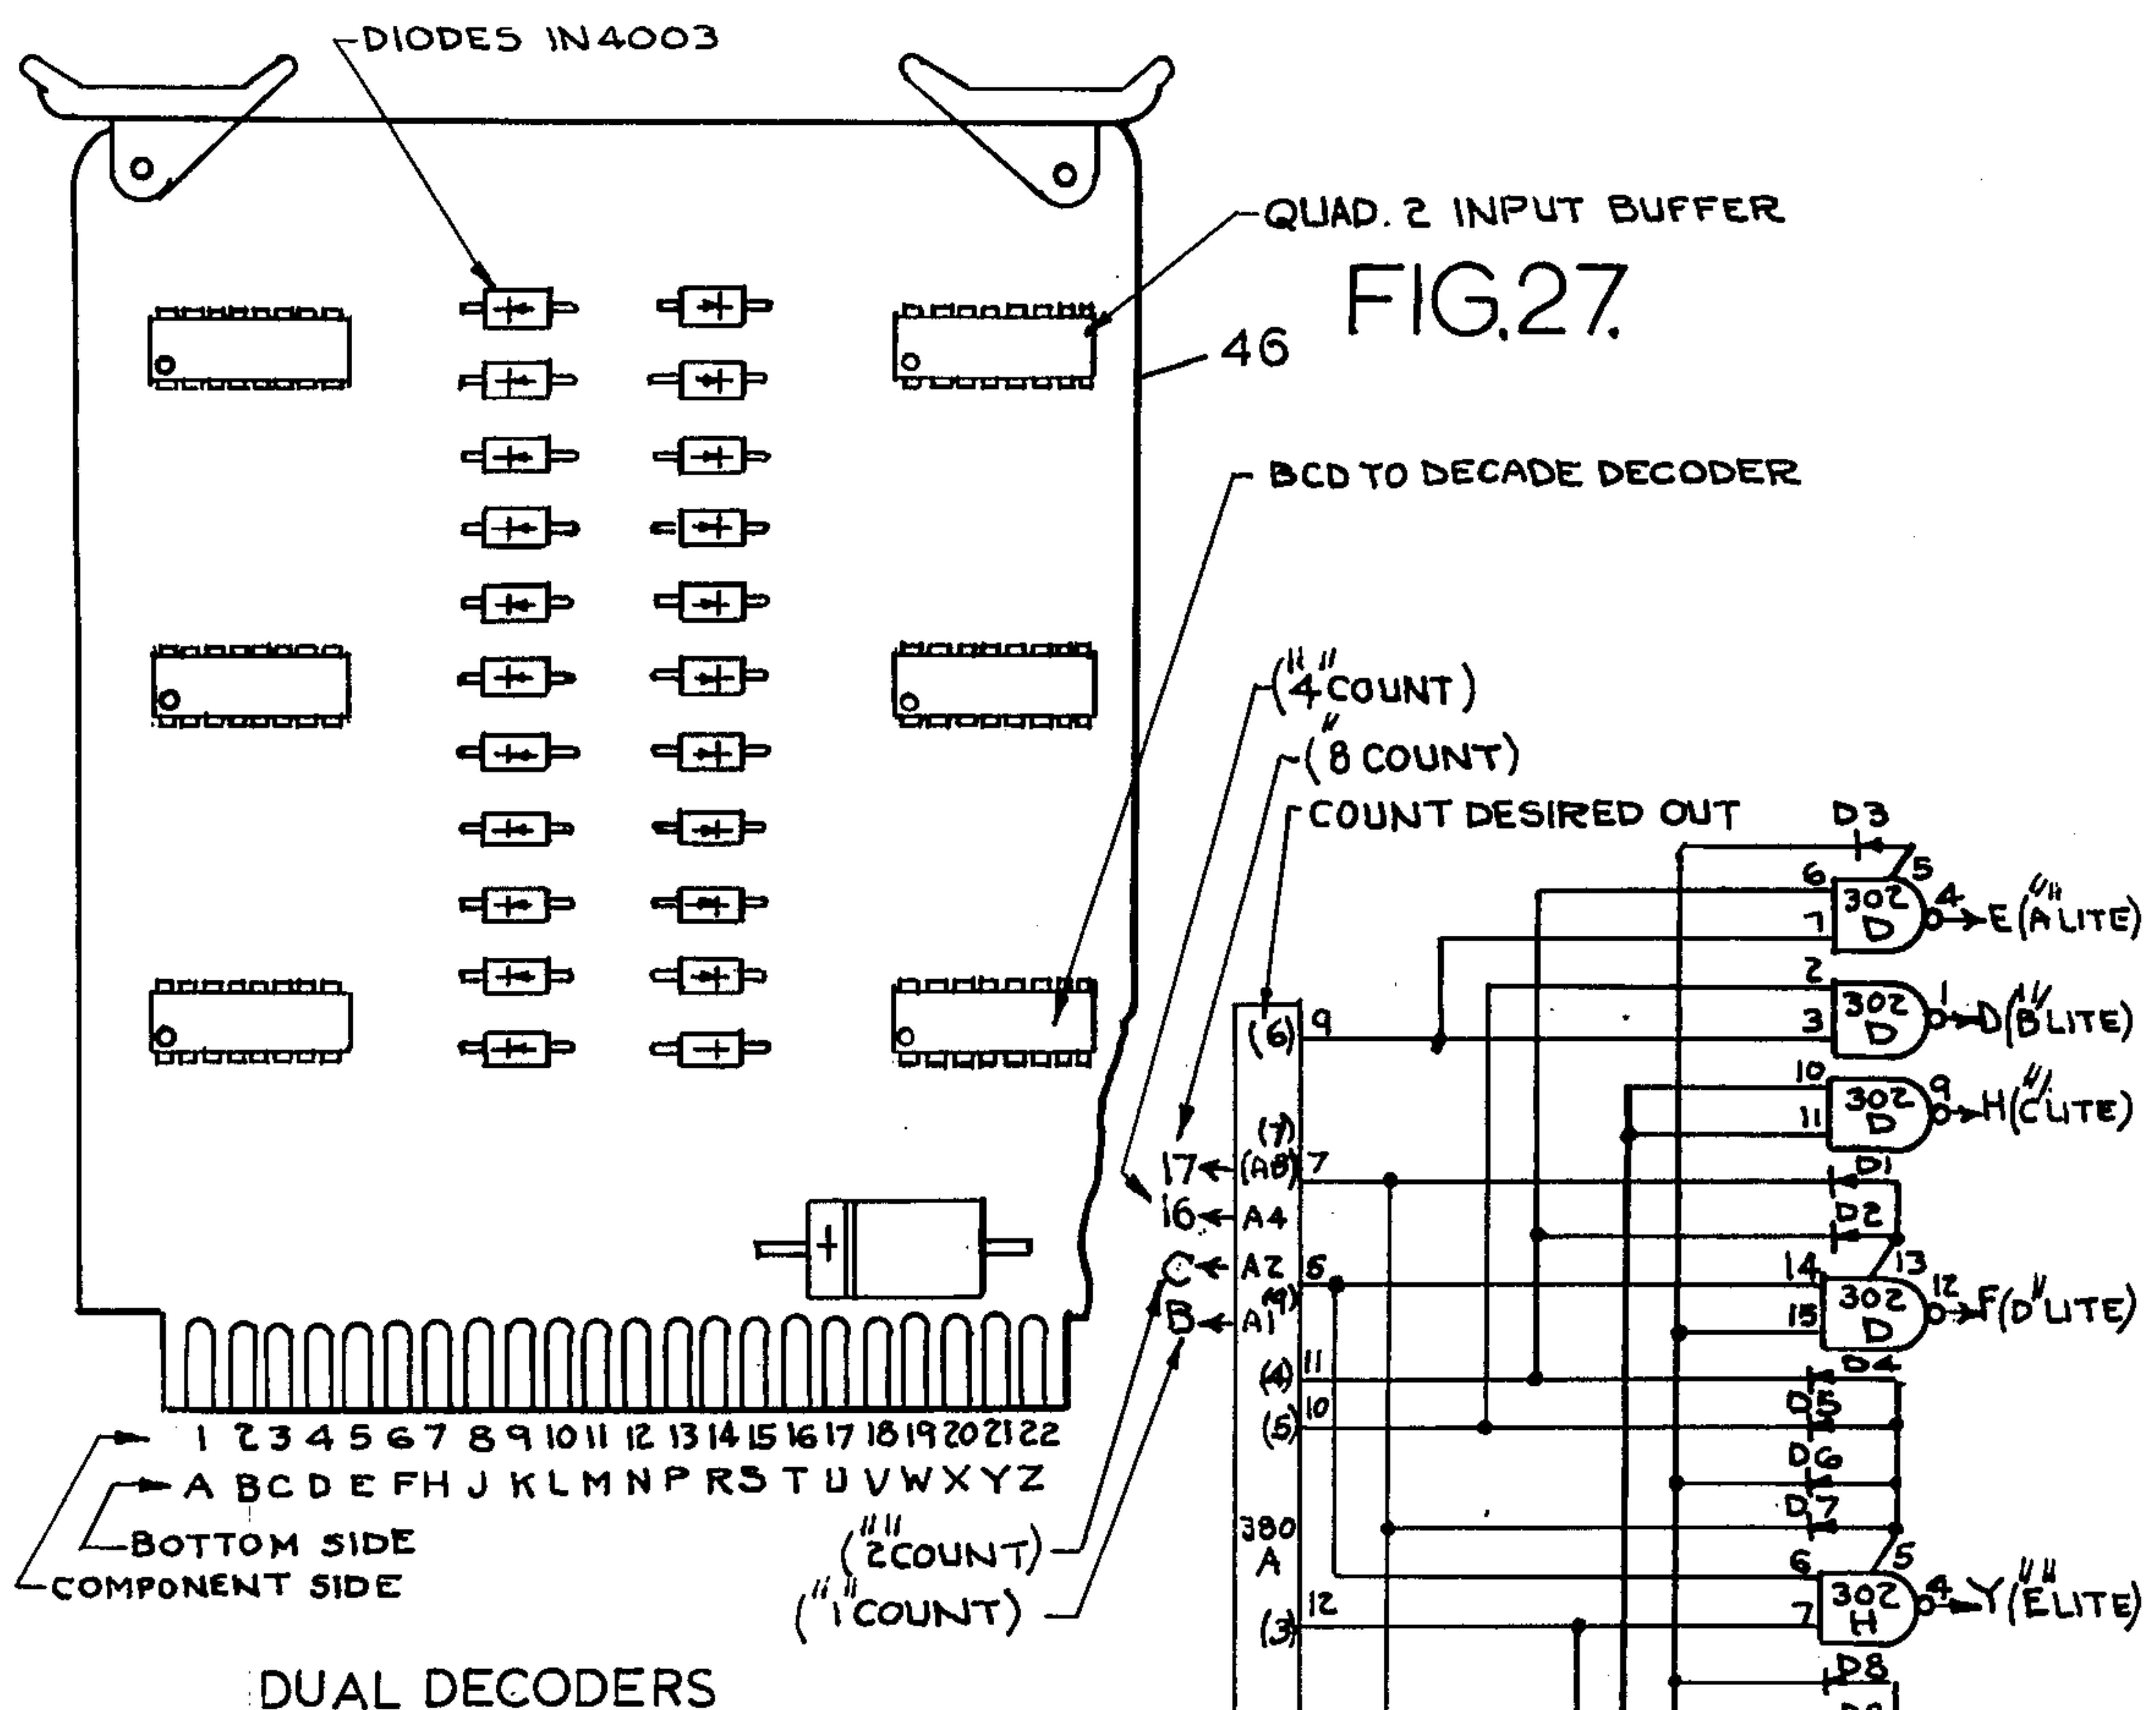 DIODES IN4003
QUAD. 2 INPUT BUFFER
FIG. 27.
46
BCD TO DECADE DECODER
("4" COUNT)
("8 COUNT)
COUNT DESIRED OUT
D3
6 5
302 4 E("A" LITE)
7 D
2
302 1 D("B" LITE)
3 D
(6) 9
10
302 9 H("C" LITE)
11 D
(7)
17 (A8) 7 D1
16 A4 D2
C A2 6 14 13
302 12 F(D" LITE)
(9) 15 D
B A1
(4) 11 D4
(5) 10 D5
D6
D7
380
A
6 5
302 4 Y("E" LITE)
(3) 12 7 H
D8
1 2 3 4 5 6 7 8 9 10 11 12 13 14 15 16 17 18 19 20 21 22
A B C D E F H J K L M N P R S T U V W X Y Z
BOTTOM SIDE
COMPONENT SIDE
("2" COUNT)
("1" COUNT)
DUAL DECODERS